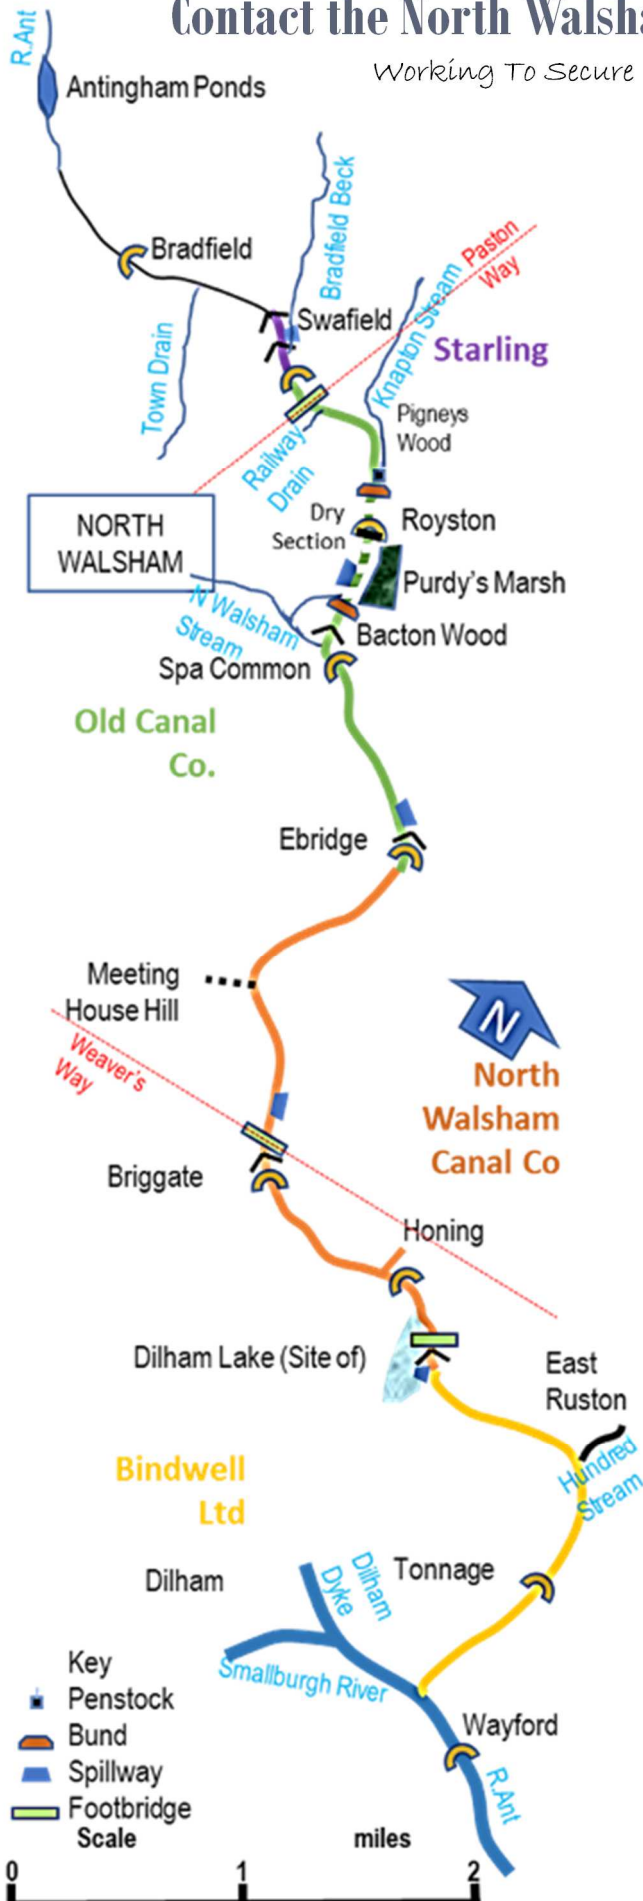 Contact the North Walsha
Working To Secure
R.Ant
Antingham Ponds
Bradfield Beck
Bradfield
Paston
Way
Swafield
Knapton Stream
Starling
Town Drain
Pigneys
Wood
Railway
Drain
NORTH
WALSHAM
Dry
Section
Royston
Purdy's Marsh
N Walsham
Stream
Bacton Wood
Spa Common
Old Canal
Co.
Ebridge
Meeting
House Hill
N
Weaver's
Way
North
Walsham
Canal Co
Briggate
Honing
Dilham Lake (Site of)
East
Ruston
Hundred
Stream
Bindwell
Ltd
Tonnage
Dilham
Dilham
Dyke
Smallburgh River
Wayford
R.Ant
Key
Penstock
Bund
Spillway
Footbridge
Scale miles
0 1 2